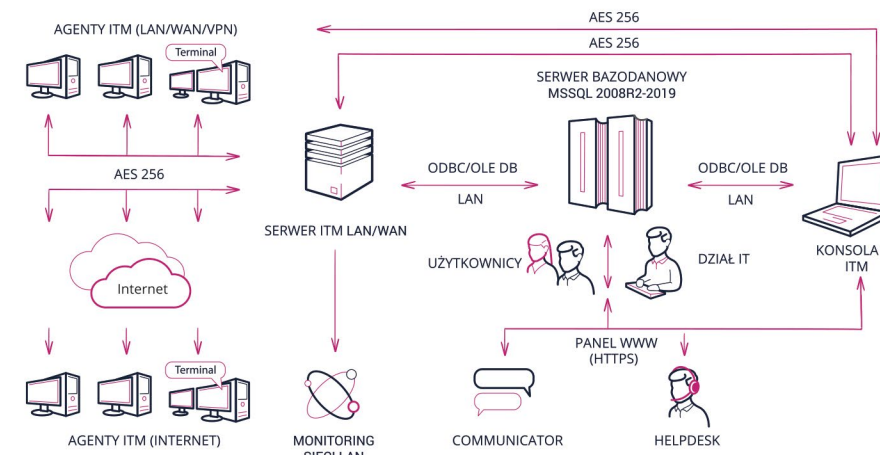 AES 256
AGENTY ITM (LAN/WAN/VPN)
AES 256
Terminal
SERWER BAZODANOWY
MSSQL 2008R2-2019
AES 256
ODBC/OLE DB
LAN
ODBC/OLE DB
LAN
SERWER ITM LAN/WAN
UŻYTKOWNICY
DZIAŁ IT
KONSOLA
ITM
Internet
PANEL WWW
(HTTPS)
Terminal
AGENTY ITM (INTERNET)
MONITORING
SIECI LAN
COMMUNICATOR
HELPDESK